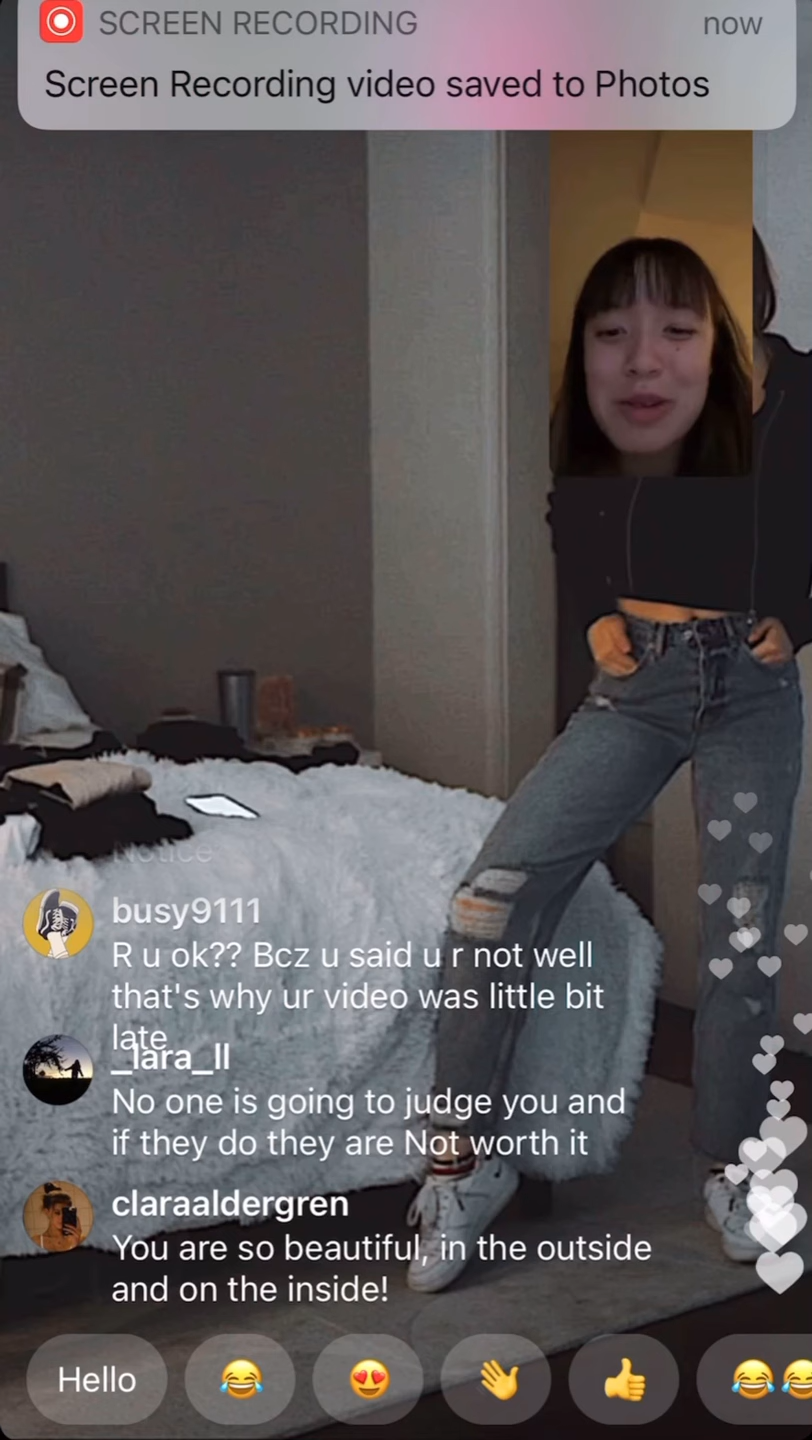 SCREEN RECORDING now
Screen Recording video saved to Photos
Notice
busy9111
R u ok?? Bcz u said u r not well
that's why ur video was little bit
late
_lara_ll
No one is going to judge you and
if they do they are Not worth it
claraaldergren
You are so beautiful, in the outside
and on the inside!
Hello